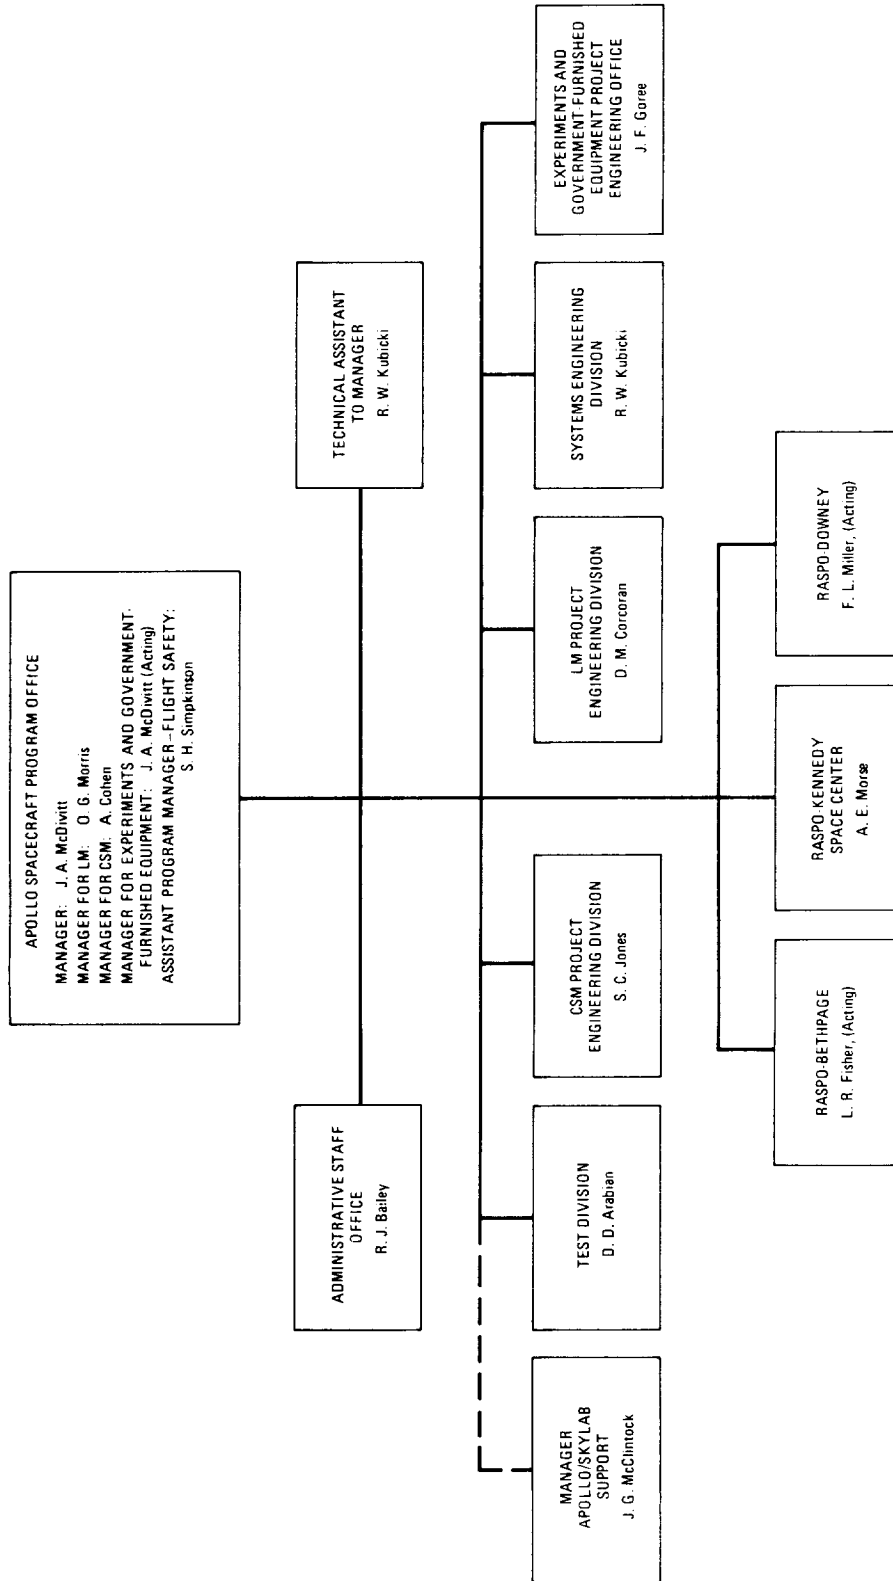 APOLLO SPACECRAFT PROGRAM OFFICE
MANAGER: J. A. McDivitt
MANAGER FOR LM: O. G. Morris
MANAGER FOR CSM: A. Cohen
MANAGER FOR EXPERIMENTS AND GOVERNMENT-
FURNISHED EQUIPMENT: J. A. McDivitt (Acting)
ASSISTANT PROGRAM MANAGER–FLIGHT SAFETY:
S. H. Simpkinson
ADMINISTRATIVE STAFF
OFFICE
R. J. Bailey
TECHNICAL ASSISTANT
TO MANAGER
R. W. Kubicki
MANAGER
APOLLO/SKYLAB
SUPPORT
J. G. McClintock
TEST DIVISION
D. D. Arabian
CSM PROJECT
ENGINEERING DIVISION
S. C. Jones
LM PROJECT
ENGINEERING DIVISION
D. M. Corcoran
SYSTEMS ENGINEERING
DIVISION
R. W. Kubicki
EXPERIMENTS AND
GOVERNMENT-FURNISHED
EQUIPMENT PROJECT
ENGINEERING OFFICE
J. F. Goree
RASPO-BETHPAGE
L. R. Fisher, (Acting)
RASPO-KENNEDY
SPACE CENTER
A. E. Morse
RASPO-DOWNEY
F. L. Miller, (Acting)